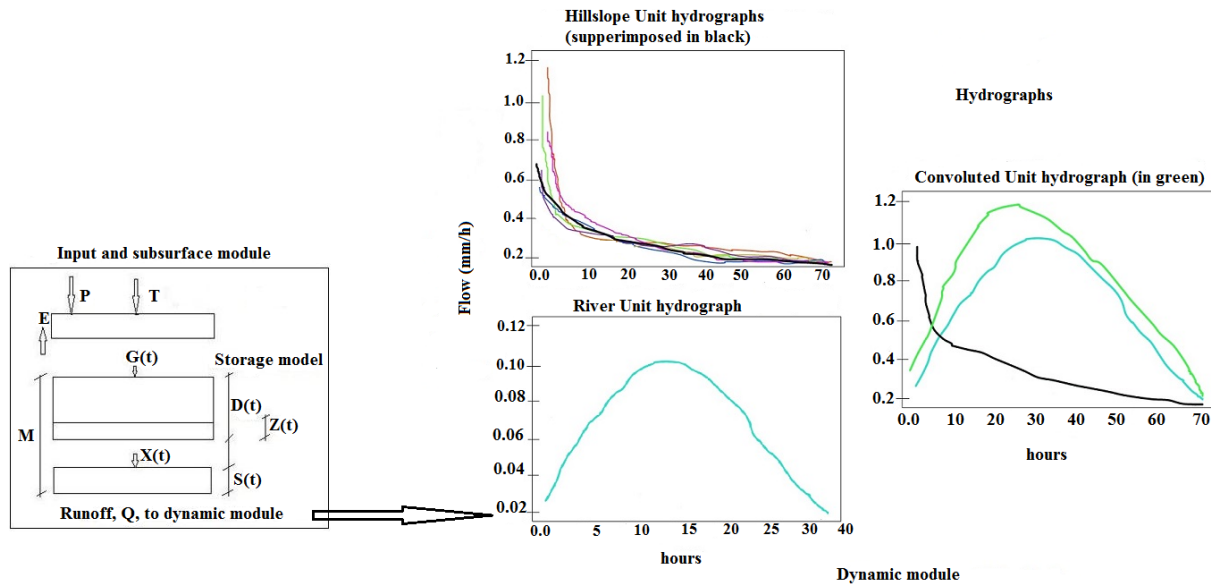 Hillslope Unit hydrographs
(supperimposed in black)
1.2
1.0
0.8
0.6
0.4
0.2
0.0 10 20 30 40 50 60 70
Flow (mm/h)
River Unit hydrograph
0.12
0.10
0.08
0.06
0.04
0.02
0.0 5 10 15 20 25 30 40
hours
Hydrographs
Convoluted Unit hydrograph (in green)
1.2
1.0
0.8
0.6
0.4
0.2
0.0 10 20 30 40 50 60 70
hours
Input and subsurface module
P T
E
G(t)
Storage model
D(t)
M
Z(t)
X(t)
S(t)
Runoff, Q, to dynamic module
Dynamic module